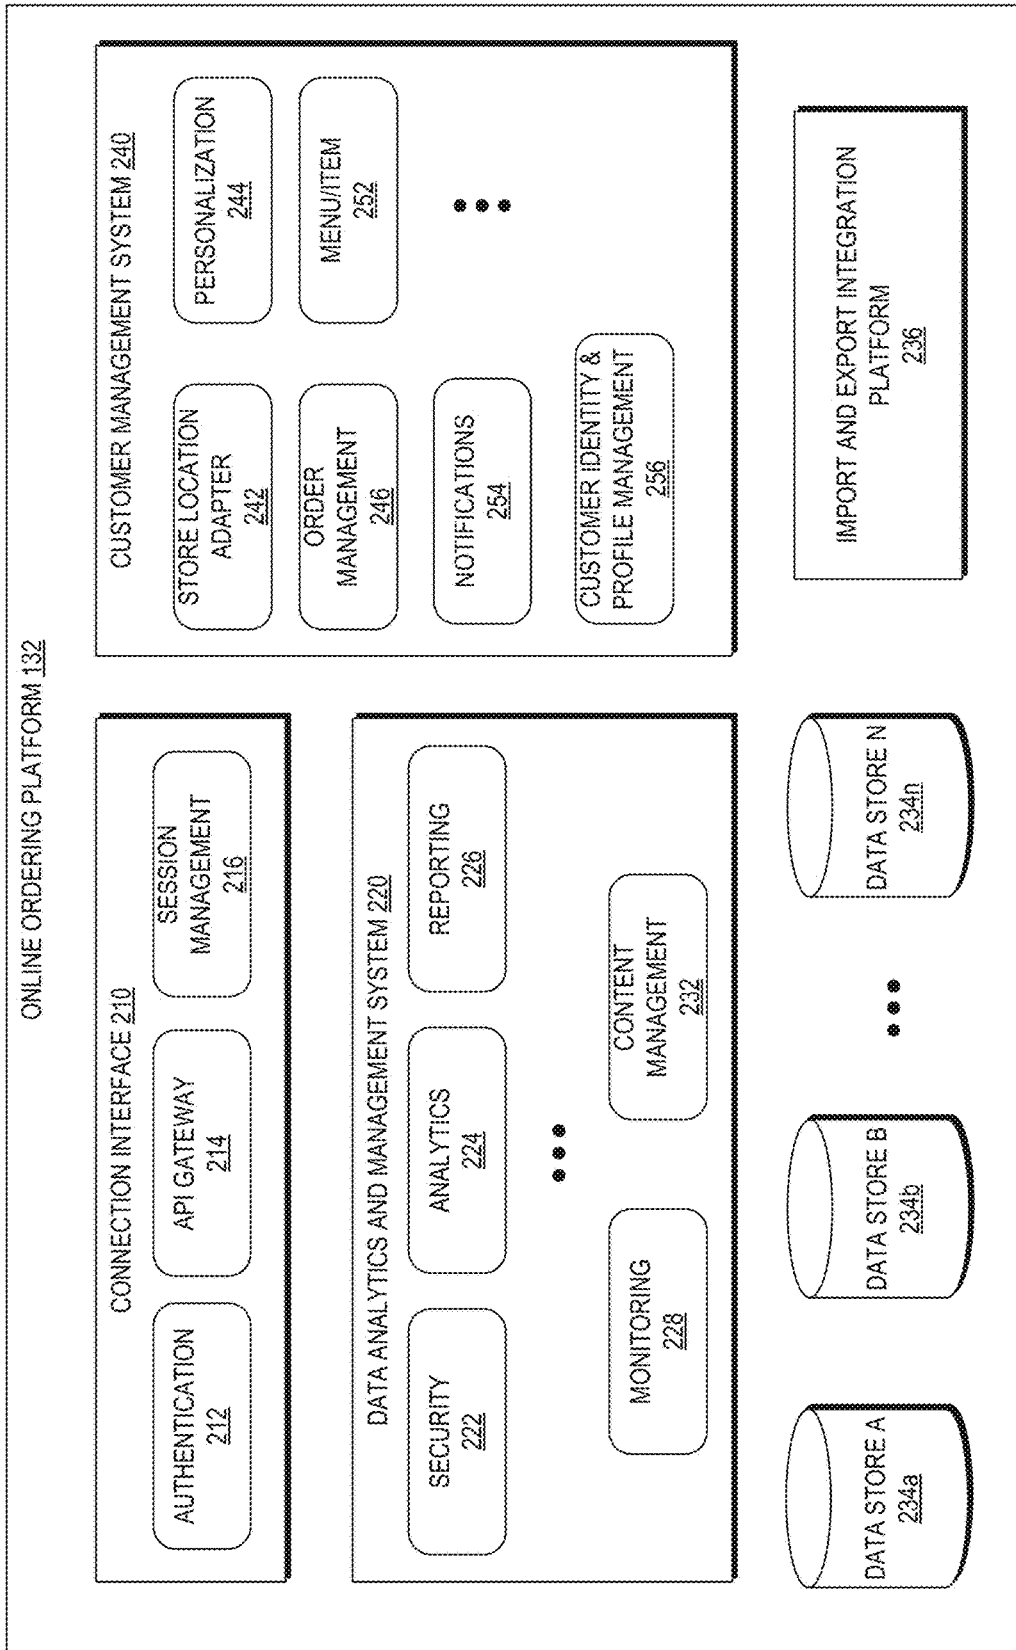 ONLINE ORDERING PLATFORM 132
CONNECTION INTERFACE 210
AUTHENTICATION
212
API GATEWAY
214
SESSION
MANAGEMENT
216
DATA ANALYTICS AND MANAGEMENT SYSTEM 220
SECURITY
222
ANALYTICS
224
REPORTING
226
MONITORING
228
CONTENT
MANAGEMENT
232
CUSTOMER MANAGEMENT SYSTEM 240
STORE LOCATION
ADAPTER
242
PERSONALIZATION
244
ORDER
MANAGEMENT
246
MENU/ITEM
252
NOTIFICATIONS
254
CUSTOMER IDENTITY &
PROFILE MANAGEMENT
256
DATA STORE A
234a
DATA STORE B
234b
DATA STORE N
234n
IMPORT AND EXPORT INTEGRATION
PLATFORM
236